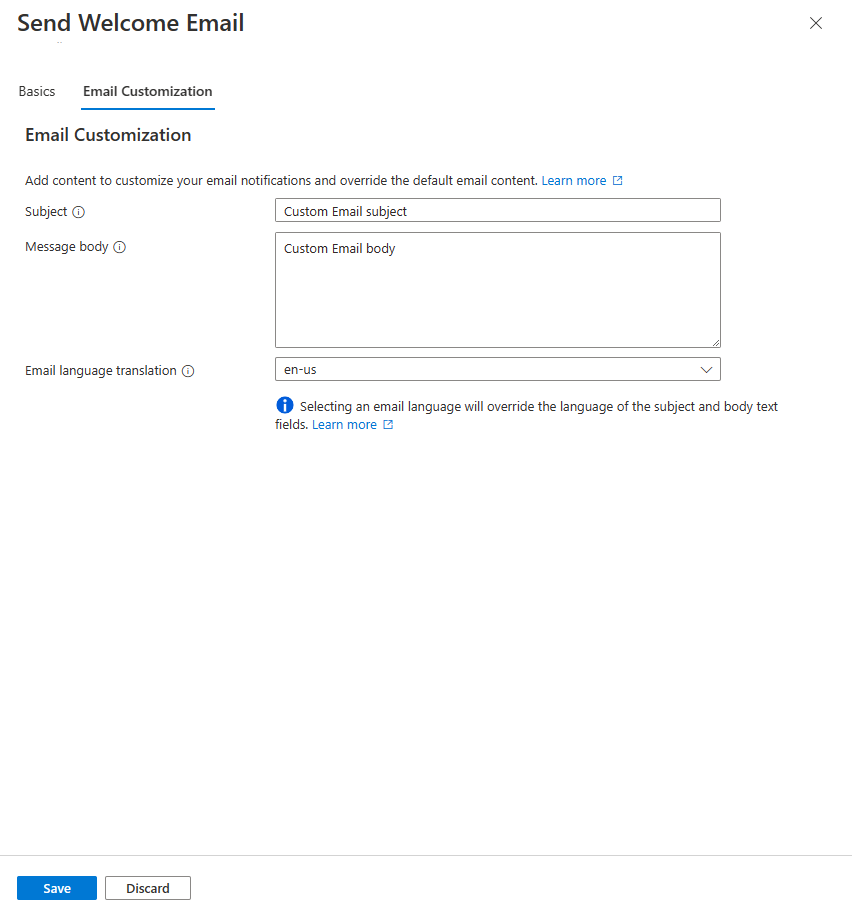 Send Welcome Email
Basics
Email Customization
Email Customization
Add content to customize your email notifications and override the default email content. Learn more
Subject
Custom Email subject
Message body
Custom Email body
Email language translation
en-us
Selecting an email language will override the language of the subject and body text
fields. Learn more
Save
Discard